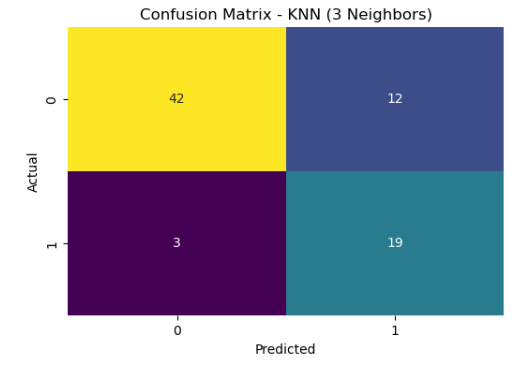 Confusion Matrix - KNN (3 Neighbors)
0
42
12
Actual
1
3
19
0
1
Predicted